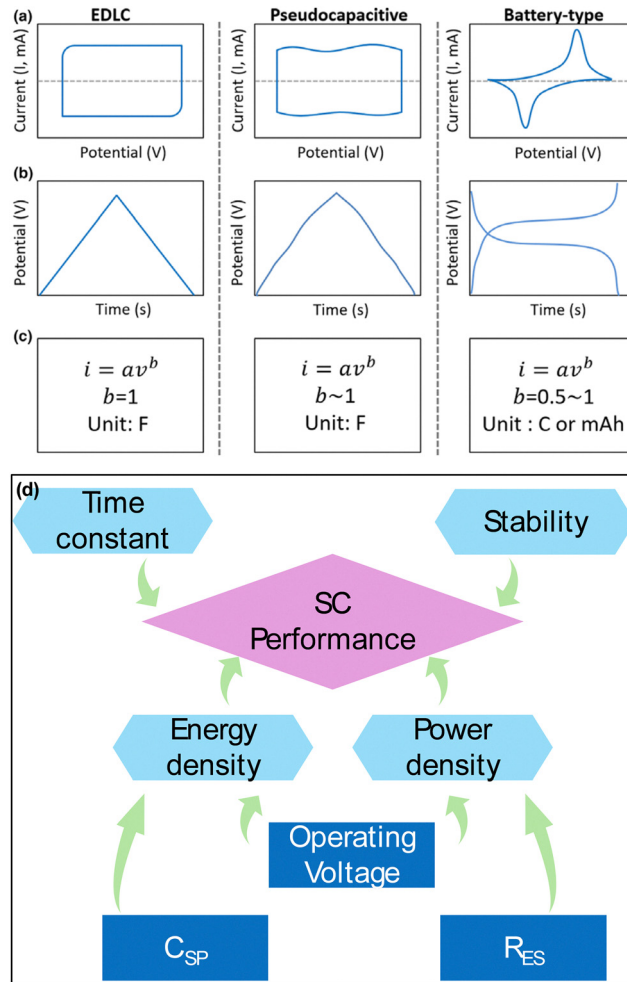 (a) EDLC Pseudocapacitive Battery-type
Current (I, mA) Current (I, mA) Current (I, mA)
Potential (V) Potential (V) Potential (V)
(b)
Potential (V) Potential (V) Potential (V)
Time (s) Time (s) Time (s)
(c)
i = av^b i = av^b i = av^b
b=1 b~1 b=0.5~1
Unit: F Unit: F Unit : C or mAh
(d)
Time
constant
Stability
SC
Performance
Energy
density
Power
density
Operating
Voltage
C_SP
R_ES